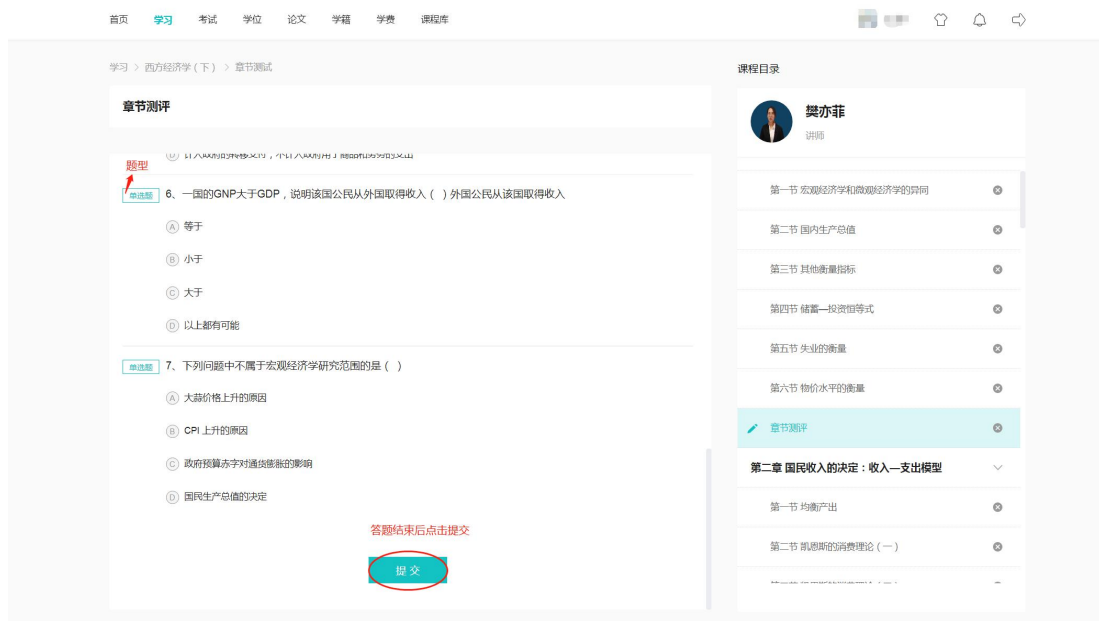 首页 学习 考试 学位 论文 学籍 学费 课程库
学习 > 西方经济学（下） > 章节测试
章节测评
题型
单选题 6、一国的GNP大于GDP，说明该国公民从外国取得收入（ ）外国公民从该国取得收入
A 等于
B 小于
C 大于
D 以上都有可能
单选题 7、下列问题中不属于宏观经济学研究范围的是（ ）
A 大蒜价格上升的原因
B CPI 上升的原因
C 政府预算赤字对通货膨胀的影响
D 国民生产总值的决定
答题结束后点击提交
提 交
课程目录
樊亦菲
讲师
第一节 宏观经济学和微观经济学的异同
第二节 国内生产总值
第三节 其他衡量指标
第四节 储蓄—投资恒等式
第五节 失业的衡量
第六节 物价水平的衡量
章节测评
第二章 国民收入的决定：收入—支出模型
第一节 均衡产出
第二节 凯恩斯的消费理论（一）